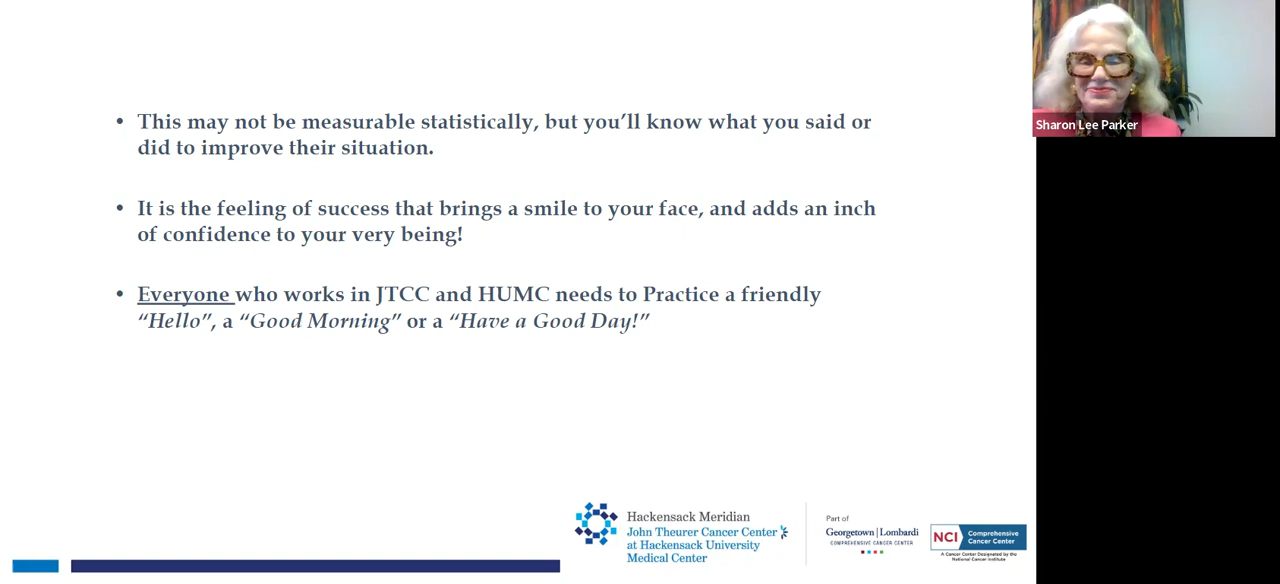 • This may not be measurable statistically, but you’ll know what you said or
did to improve their situation.
• It is the feeling of success that brings a smile to your face, and adds an inch
of confidence to your very being!
• Everyone who works in JTCC and HUMC needs to Practice a friendly
“Hello”, a “Good Morning” or a “Have a Good Day!”
Sharon Lee Parker
Hackensack Meridian
John Theurer Cancer Center
at Hackensack University
Medical Center
Part of
Georgetown | Lombardi
COMPREHENSIVE CANCER CENTER
NCI
Comprehensive
Cancer Center
A Cancer Center Designated by the
National Cancer Institute